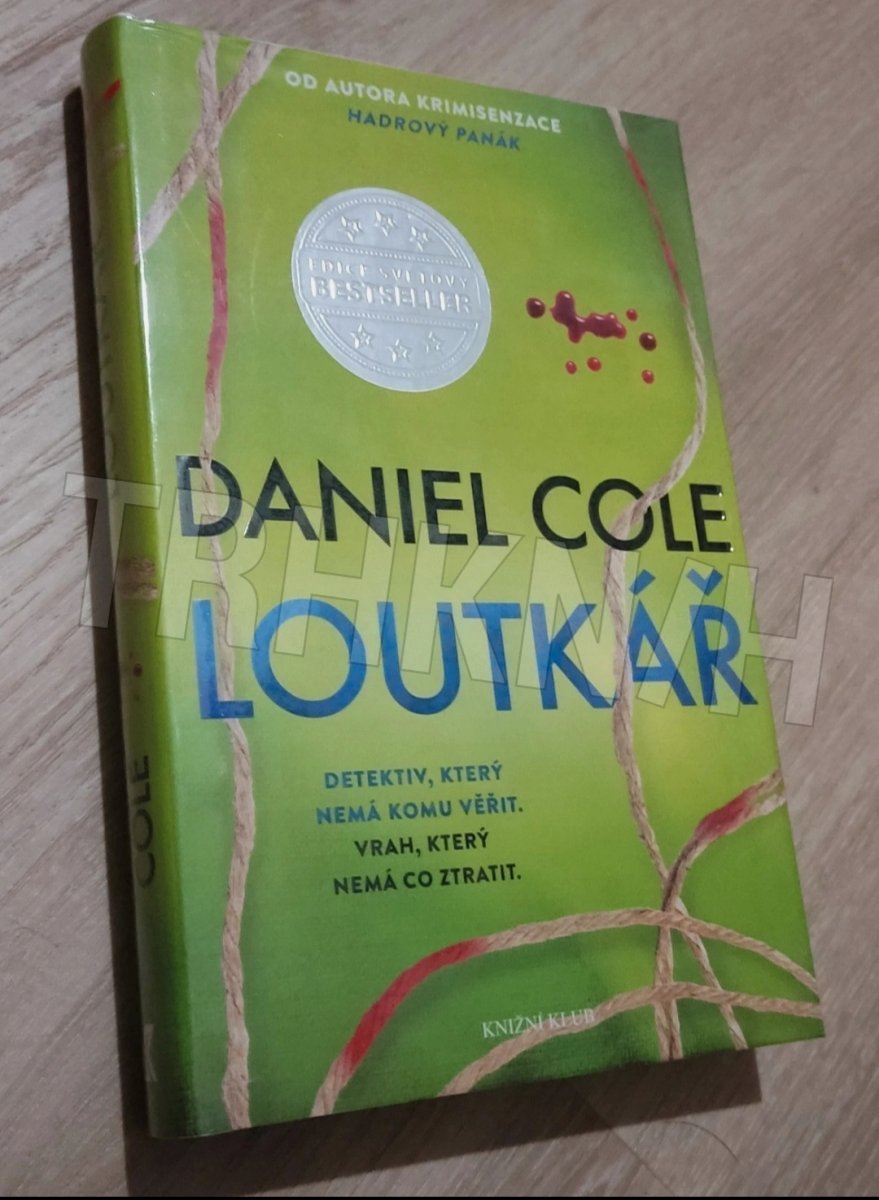 OD AUTORA KRIMISENZACE
HADROVÝ PANÁK
EDICE SVĚTOVÝ
BESTSELLER
DANIEL COLE
LOUTKÁŘ
DETEKTIV, KTERÝ
NEMÁ KOMU VĚŘIT.
VRAH, KTERÝ
NEMÁ CO ZTRATIT.
KNIŽNÍ KLUB
COLE
TRHKNIH